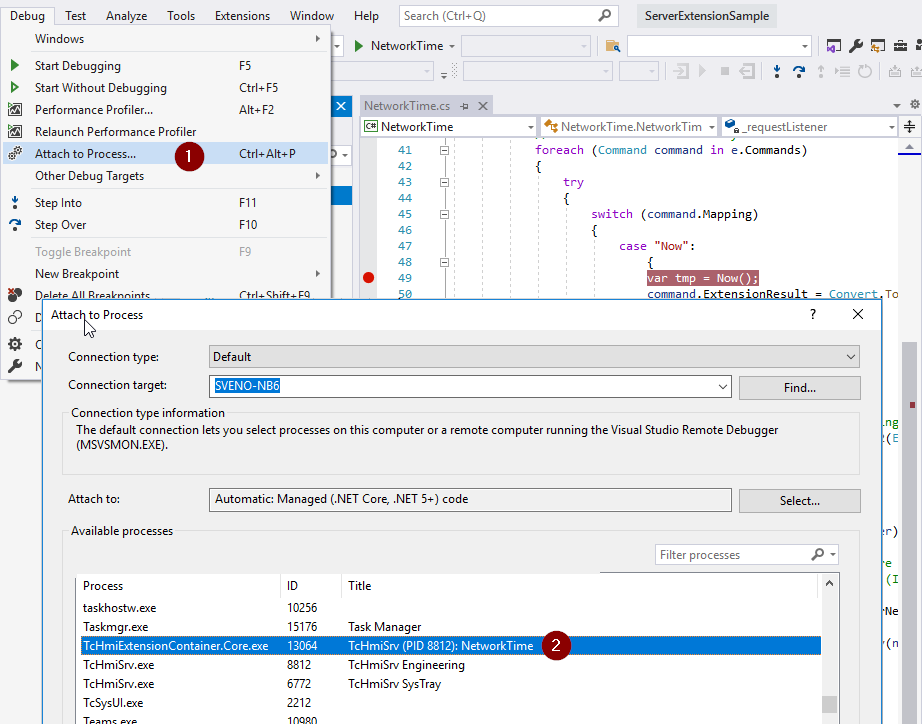 Debug Test Analyze Tools Extensions Window Help Search (Ctrl+Q) ServerExtensionSample
Windows
NetworkTime
Start Debugging F5
Start Without Debugging Ctrl+F5
Performance Profiler... Alt+F2
Relaunch Performance Profiler
Attach to Process... 1 Ctrl+Alt+P
Other Debug Targets
Step Into F11
Step Over F10
Toggle Breakpoint F9
New Breakpoint
Delete All Breakpoints Ctrl+Shift+F9
NetworkTime.cs
C# NetworkTime NetworkTime.NetworkTim _requestListener
41 foreach (Command command in e.Commands)
42 {
43 try
44 {
45 switch (command.Mapping)
46 {
47 case "Now":
48 {
49 var tmp = Now();
50 command.ExtensionResult = Convert.To
Attach to Process ?
Connection type: Default
Connection target: SVENO-NB6 Find...
Connection type information
The default connection lets you select processes on this computer or a remote computer running the Visual Studio Remote Debugger
(MSVSMON.EXE).
Attach to: Automatic: Managed (.NET Core, .NET 5+) code Select...
Available processes
Filter processes
Process ID Title
taskhostw.exe 10256
Taskmgr.exe 15176 Task Manager
TcHmiExtensionContainer.Core.exe 13064 TcHmiSrv (PID 8812): NetworkTime 2
TcHmiSrv.exe 8812 TcHmiSrv Engineering
TcHmiSrv.exe 6772 TcHmiSrv SysTray
TcSysUI.exe 2212
Teams.exe 10980